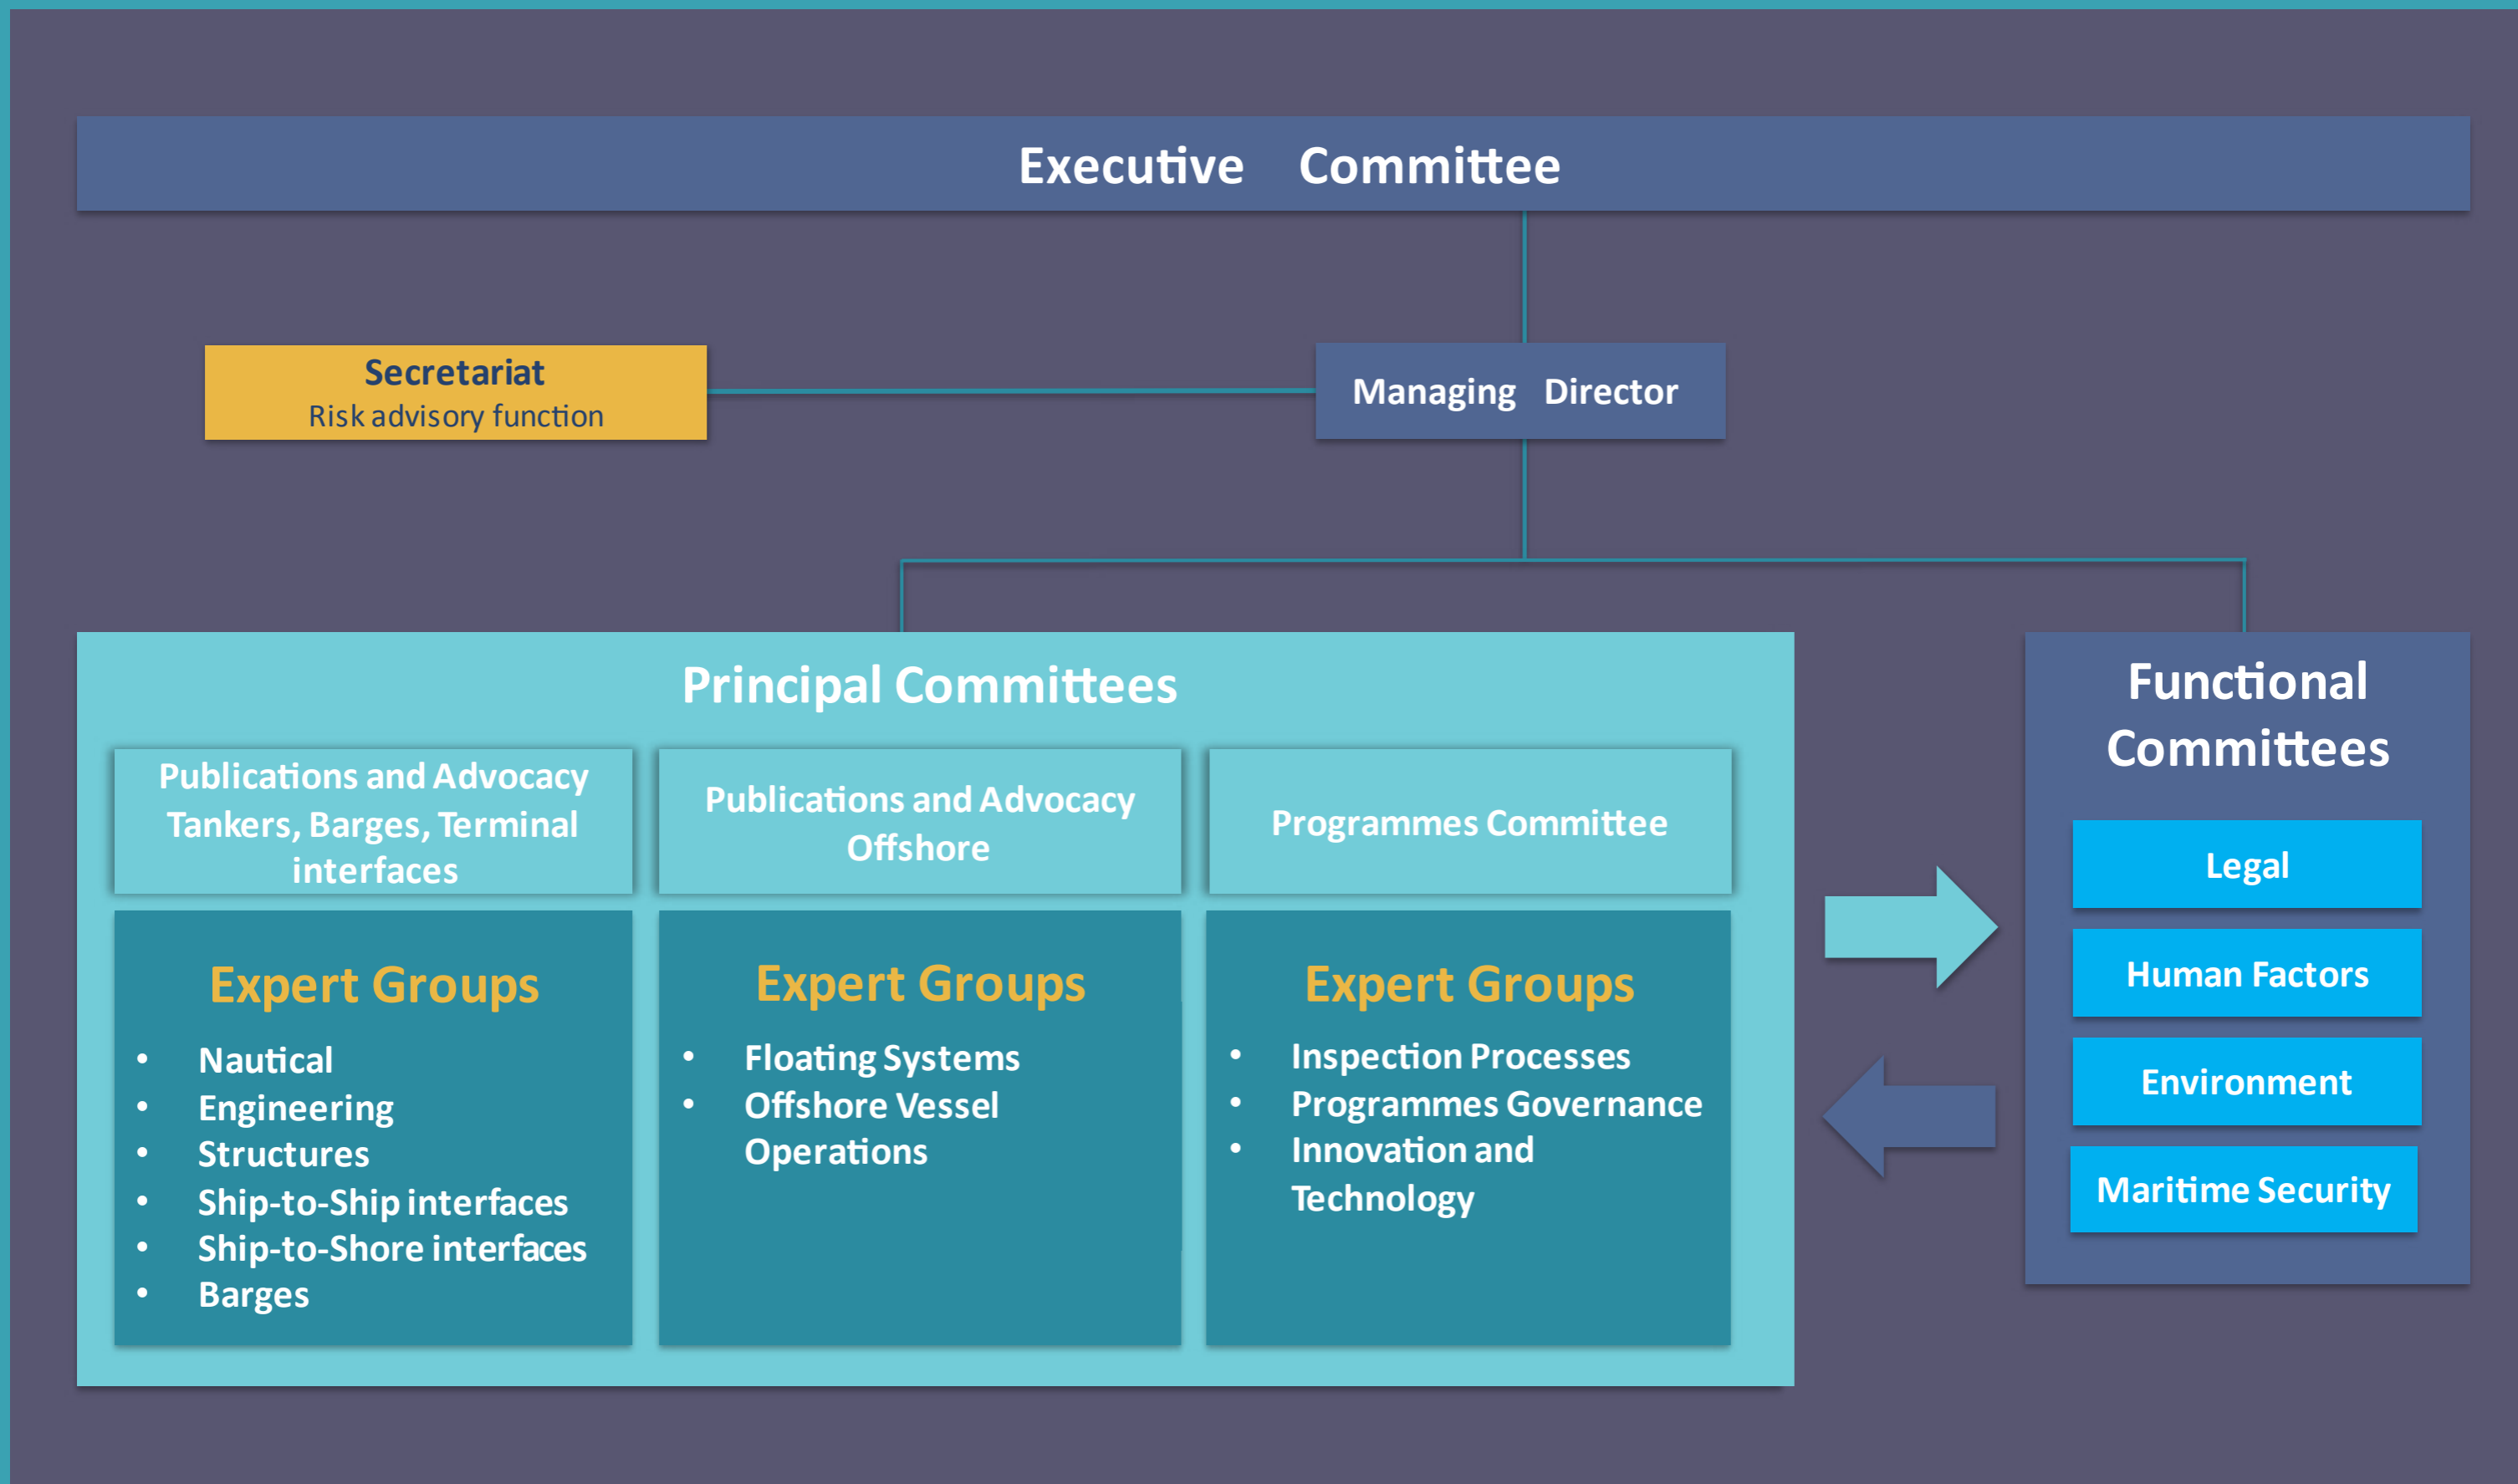 Executive Committee
Secretariat
Risk advisory function
Managing Director
Principal Committees
Publications and Advocacy
Tankers, Barges, Terminal
interfaces
Publications and Advocacy
Offshore
Programmes Committee
Expert Groups
• Nautical
• Engineering
• Structures
• Ship-to-Ship interfaces
• Ship-to-Shore interfaces
• Barges
Expert Groups
• Floating Systems
• Offshore Vessel
Operations
Expert Groups
• Inspection Processes
• Programmes Governance
• Innovation and
Technology
Functional
Committees
Legal
Human Factors
Environment
Maritime Security